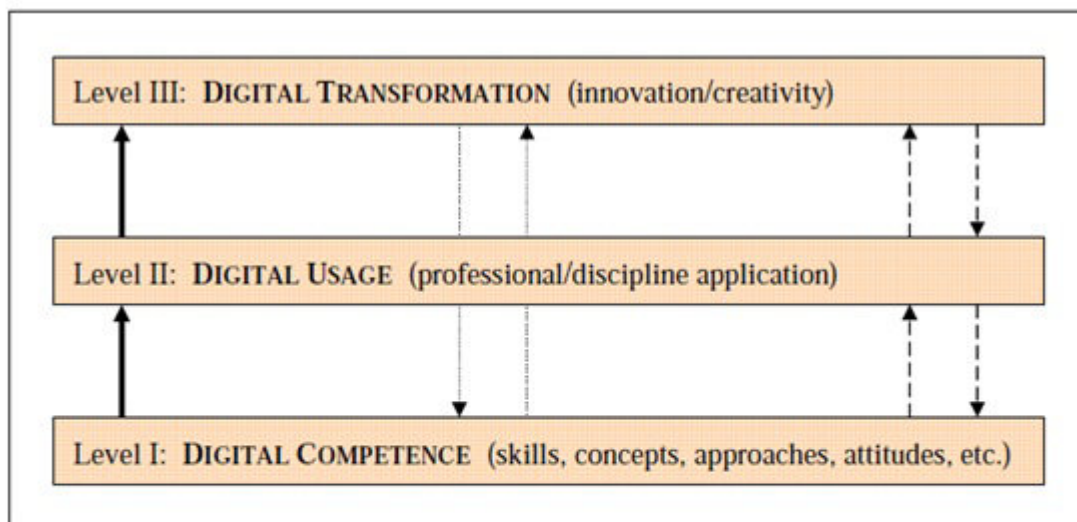 Level III: DIGITAL TRANSFORMATION (innovation/creativity)
Level II: DIGITAL USAGE (professional/discipline application)
Level I: DIGITAL COMPETENCE (skills, concepts, approaches, attitudes, etc.)